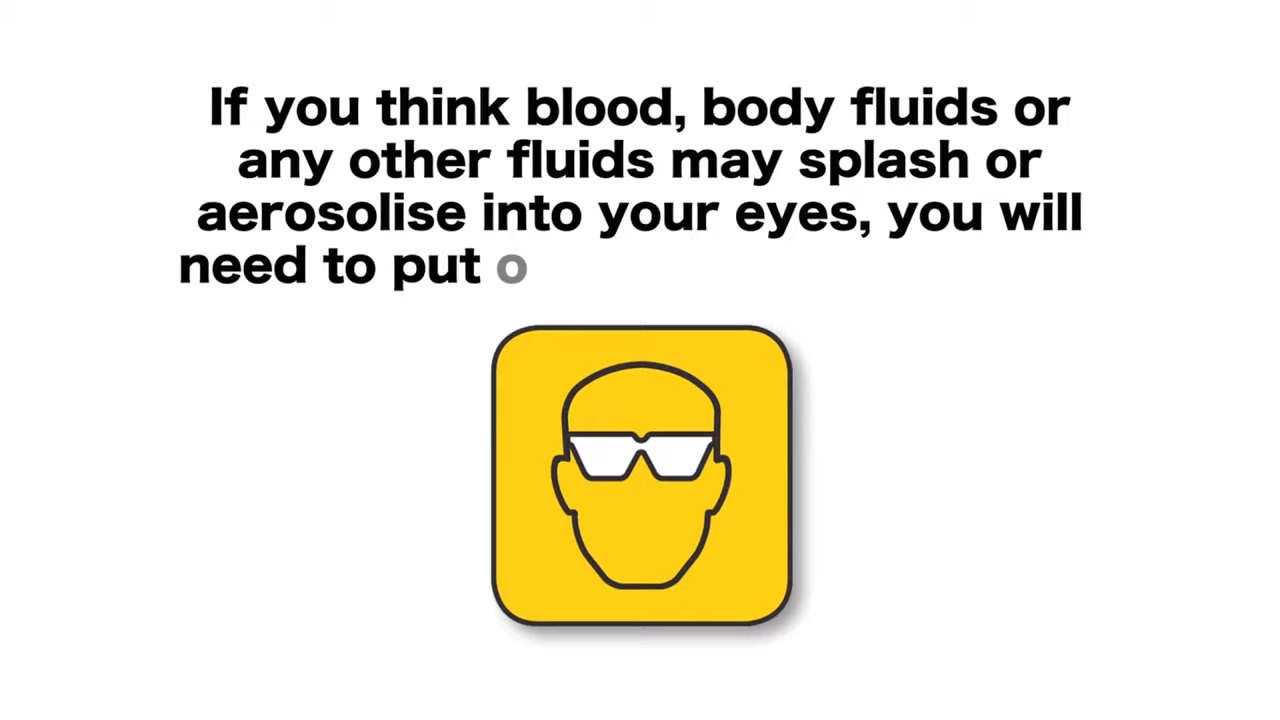 If you think blood, body fluids or
any other fluids may splash or
aerosolise into your eyes, you will
need to put o